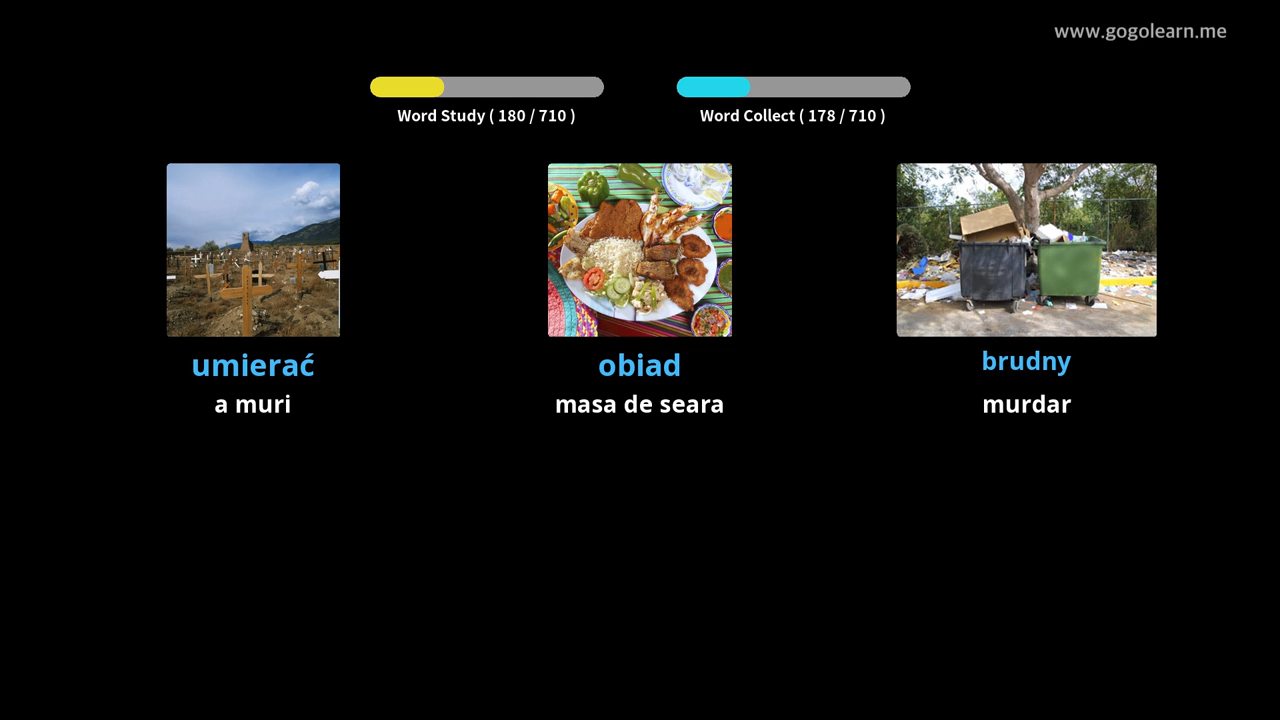 www.gogolearn.me
Word Study ( 180 / 710 )
Word Collect ( 178 / 710 )
umierać
obiad
brudny
a muri
masa de seara
murdar